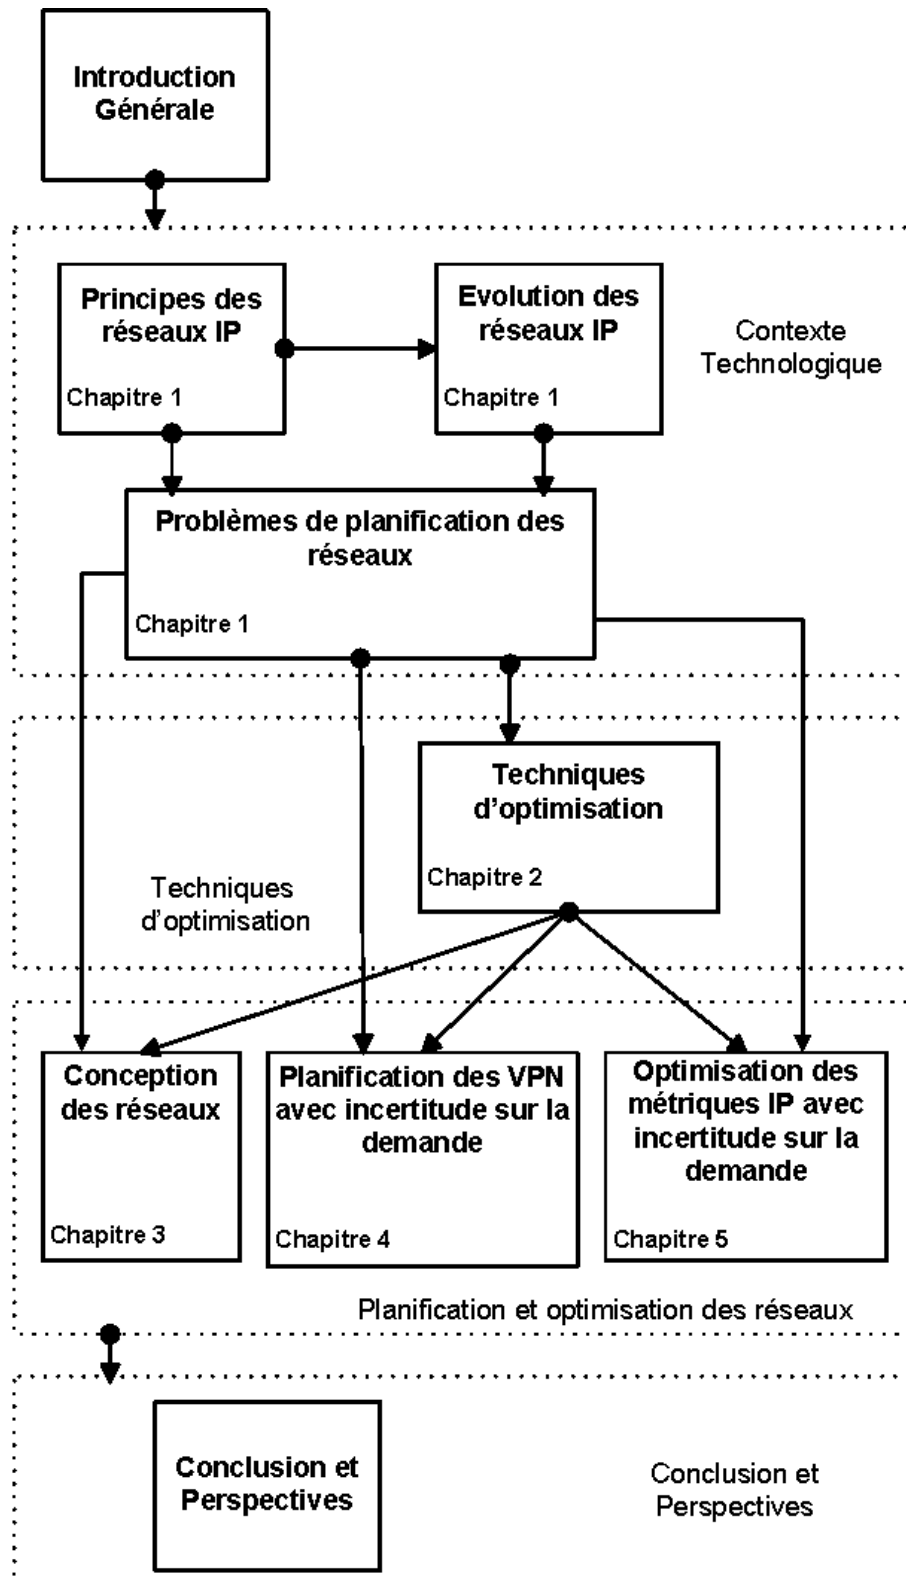 Introduction
Générale
Principes des
réseaux IP
Chapitre 1
Evolution des
réseaux IP
Chapitre 1
Contexte
Technologique
Problèmes de planification des
réseaux
Chapitre 1
Techniques
d'optimisation
Chapitre 2
Techniques
d'optimisation
Conception
des réseaux
Chapitre 3
Planification des VPN
avec incertitude sur la
demande
Chapitre 4
Optimisation des
métriques IP avec
incertitude sur la
demande
Chapitre 5
Planification et optimisation des réseaux
Conclusion et
Perspectives
Conclusion et
Perspectives